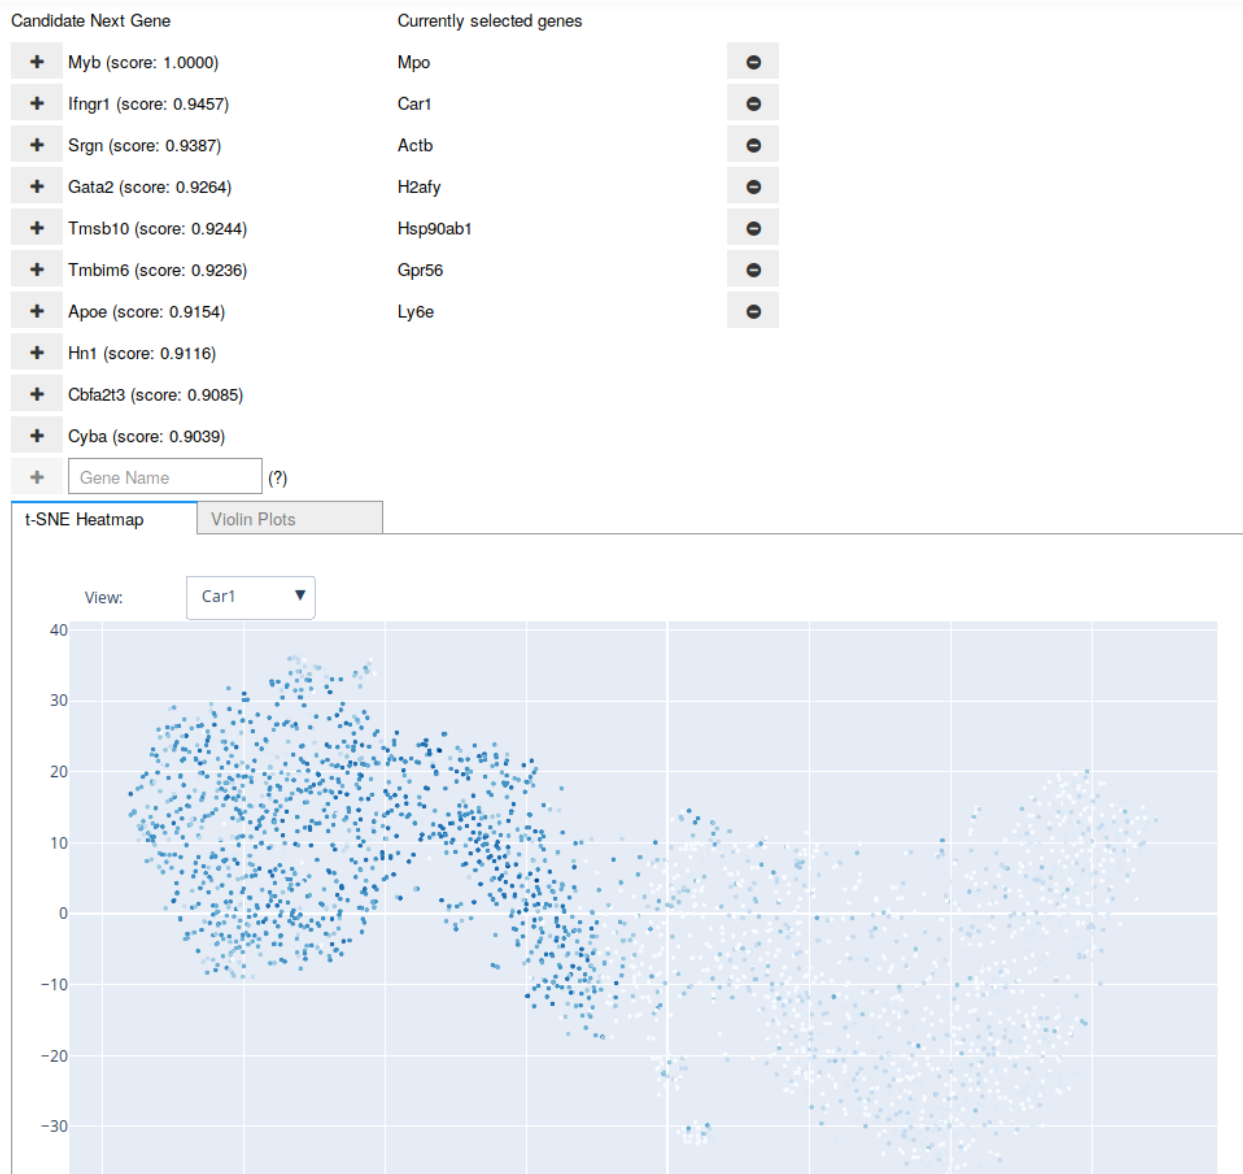 Candidate Next Gene Currently selected genes
Myb (score: 1.0000) Mpo
Ifngr1 (score: 0.9457) Car1
Srgn (score: 0.9387) Actb
Gata2 (score: 0.9264) H2afy
Tmsb10 (score: 0.9244) Hsp90ab1
Tmbim6 (score: 0.9236) Gpr56
Apoe (score: 0.9154) Ly6e
Hn1 (score: 0.9116)
Cbfa2t3 (score: 0.9085)
Cyba (score: 0.9039)
Gene Name (?)
t-SNE Heatmap Violin Plots
View: Car1
40
30
20
10
0
−10
−20
−30